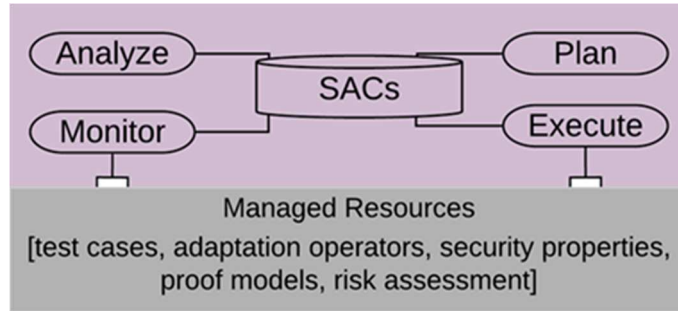 Analyze
Plan
SACs
Monitor
Execute
Managed Resources
[test cases, adaptation operators, security properties,
proof models, risk assessment]